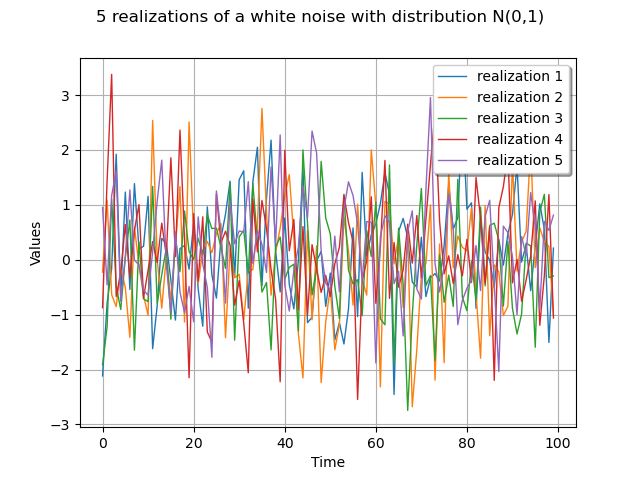 5 realizations of a white noise with distribution N(0,1)
realization 1
realization 2
realization 3
realization 4
realization 5
Values
3
2
1
0
−1
−2
−3
0 20 40 60 80 100
Time